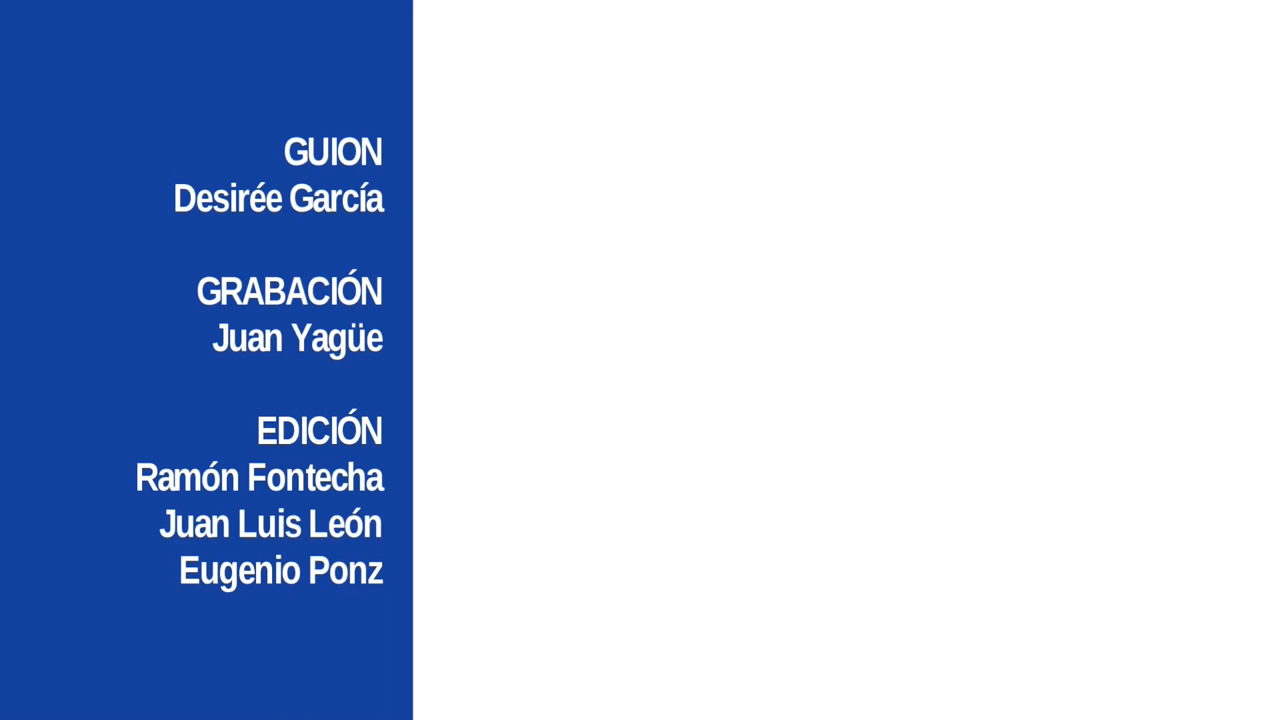 GUION
Desirée García
GRABACIÓN
Juan Yagüe
EDICIÓN
Ramón Fontecha
Juan Luis León
Eugenio Ponz